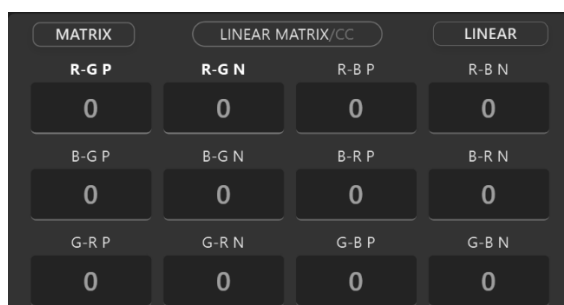 MATRIX LINEAR MATRIX/CC LINEAR
R-G P R-G N R-B P R-B N
0 0 0 0
B-G P B-G N B-R P B-R N
0 0 0 0
G-R P G-R N G-B P G-B N
0 0 0 0